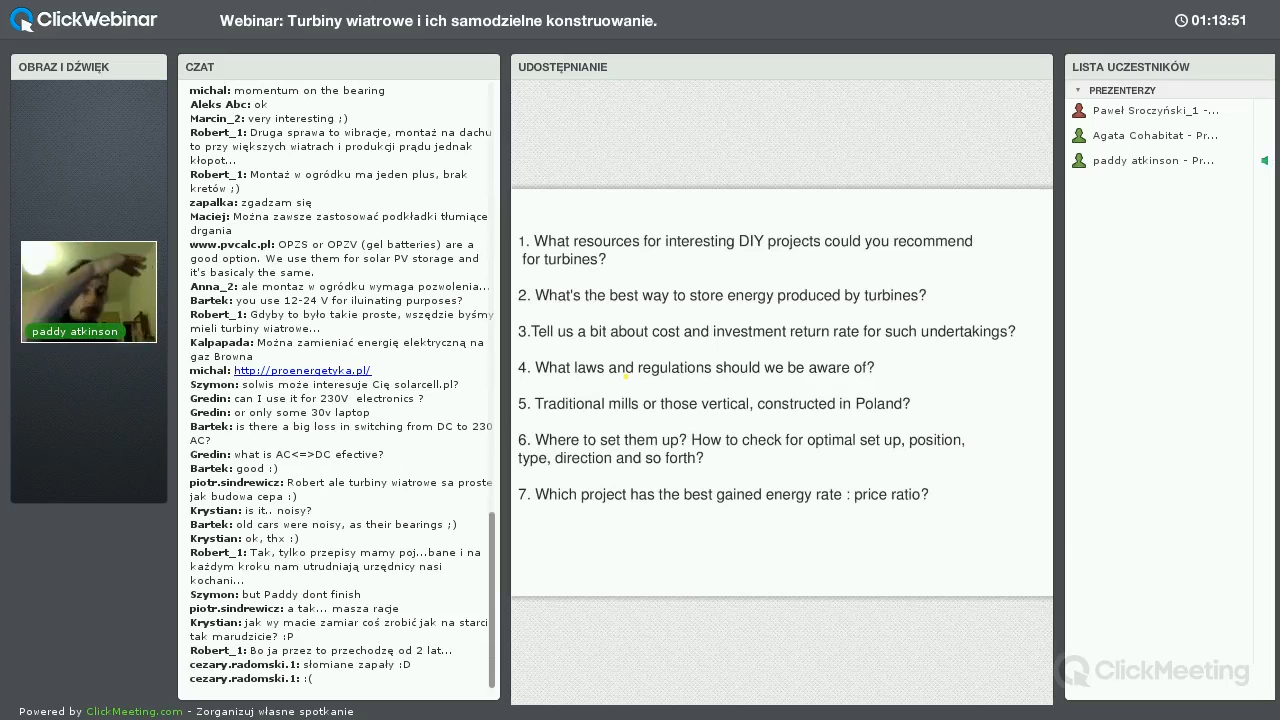 ClickWebinar
Webinar: Turbiny wiatrowe i ich samodzielne konstruowanie.
01:13:51
OBRAZ I DŹWIĘK
paddy atkinson
CZAT
michal: momentum on the bearing
Aleks Abc: ok
Marcin_2: very interesting ;)
Robert_1: Druga sprawa to wibracje, montaż na dachu
to przy większych wiatrach i produkcji prądu jednak
kłopot...
Robert_1: Montaż w ogródku ma jeden plus, brak
kretów ;)
zapalka: zgadzam się
Maciej: Można zawsze zastosować podkładki tłumiące
drgania
www.pvcalc.pl: OPZS or OPZV (gel batteries) are a
good option. We use them for solar PV storage and
it's basicaly the same.
Anna_2: ale montaz w ogródku wymaga pozwolenia...
Bartek: you use 12-24 V for iluinating purposes?
Robert_1: Gdyby to było takie proste, wszędzie byśmy
mieli turbiny wiatrowe...
Kalpapada: Można zamieniać energię elektryczną na
gaz Browna
michal: http://proenergetyka.pl/
Szymon: solwis może interesuje Cię solarcell.pl?
Gredin: can I use it for 230V electronics ?
Gredin: or only some 30v laptop
Bartek: is there a big loss in switching from DC to 230
AC?
Gredin: what is AC<=>DC efective?
Bartek: good :)
piotr.sindrewicz: Robert ale turbiny wiatrowe sa proste
jak budowa cepa :)
Krystian: is it.. noisy?
Bartek: old cars were noisy, as their bearings ;)
Krystian: ok, thx :)
Robert_1: Tak, tylko przepisy mamy poj...bane i na
każdym kroku nam utrudniają urzędnicy nasi
kochani...
Szymon: but Paddy dont finish
piotr.sindrewicz: a tak... masza racje
Krystian: jak wy macie zamiar coś zrobić jak na starci
tak marudzicie? :P
Robert_1: Bo ja przez to przechodzę od 2 lat...
cezary.radomski.1: słomiane zapały :D
cezary.radomski.1: :(
UDOSTĘPNIANIE
1. What resources for interesting DIY projects could you recommend
for turbines?
2. What's the best way to store energy produced by turbines?
3.Tell us a bit about cost and investment return rate for such undertakings?
4. What laws and regulations should we be aware of?
5. Traditional mills or those vertical, constructed in Poland?
6. Where to set them up? How to check for optimal set up, position,
type, direction and so forth?
7. Which project has the best gained energy rate : price ratio?
LISTA UCZESTNIKÓW
PREZENTERZY
Paweł Sroczyński_1 -...
Agata Cohabitat - Pr...
paddy atkinson - Pr...
ClickMeeting
Powered by ClickMeeting.com - Zorganizuj własne spotkanie